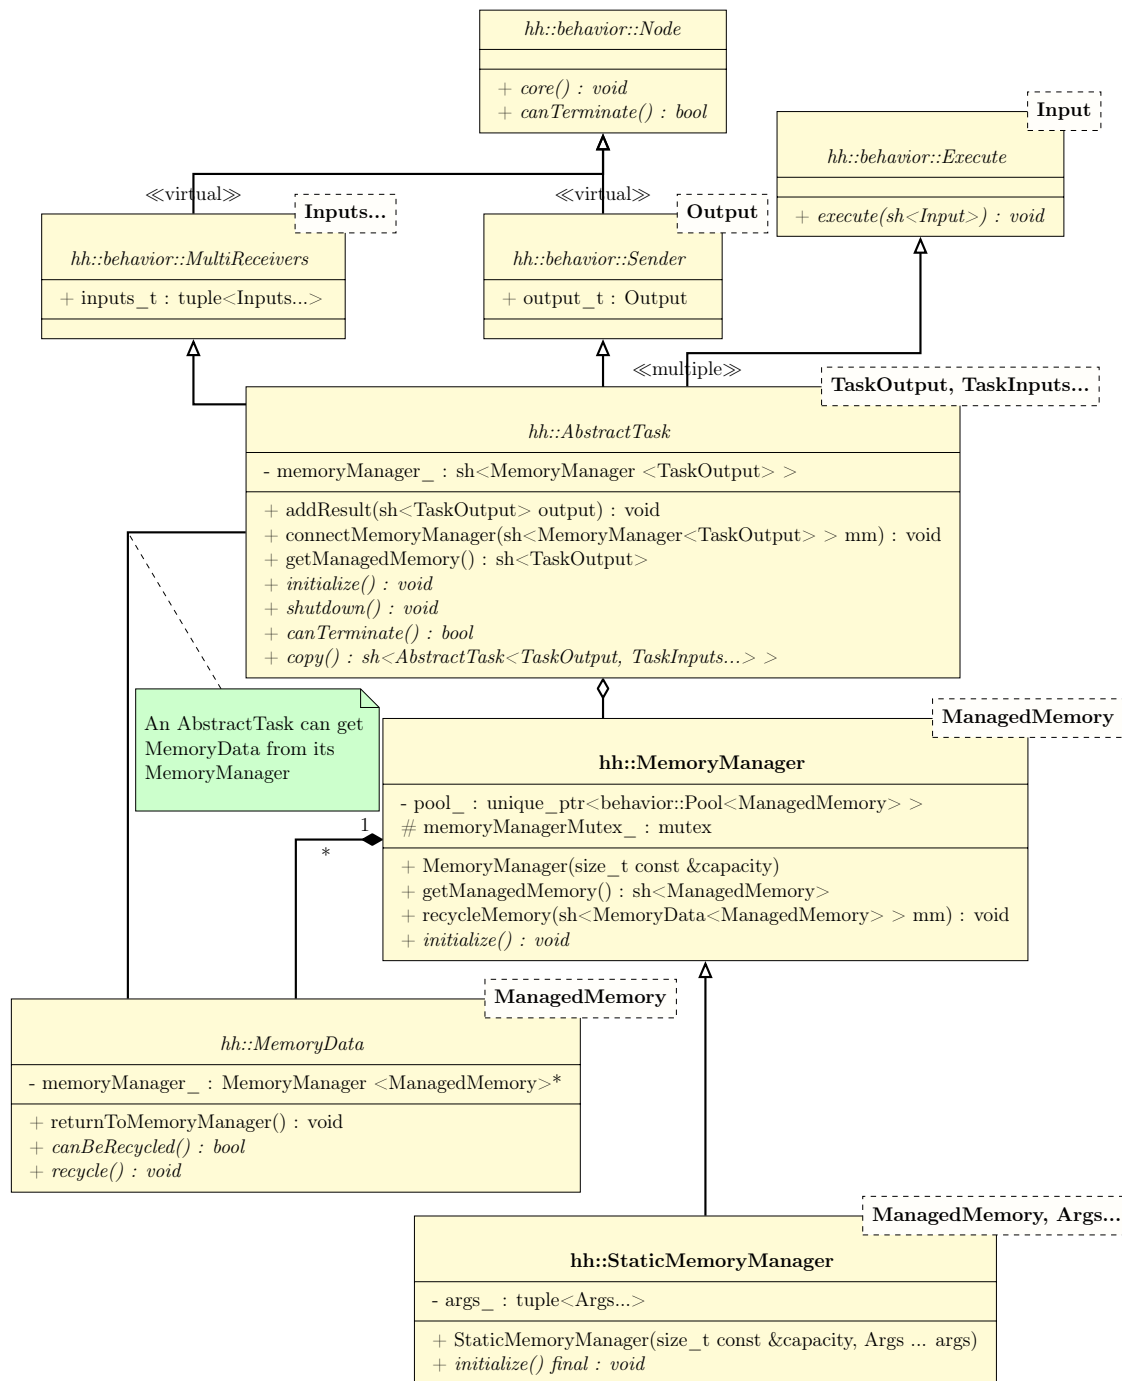 hh::behavior::Node
+ core() : void
+ canTerminate() : bool
Input
hh::behavior::Execute
+ execute(sh<Input>) : void
≪virtual≫
≪virtual≫
Inputs...
hh::behavior::MultiReceivers
+ inputs_t : tuple<Inputs...>
Output
hh::behavior::Sender
+ output_t : Output
≪multiple≫
TaskOutput, TaskInputs...
hh::AbstractTask
- memoryManager_ : sh<MemoryManager <TaskOutput> >
+ addResult(sh<TaskOutput> output) : void
+ connectMemoryManager(sh<MemoryManager<TaskOutput> > mm) : void
+ getManagedMemory() : sh<TaskOutput>
+ initialize() : void
+ shutdown() : void
+ canTerminate() : bool
+ copy() : sh<AbstractTask<TaskOutput, TaskInputs...> >
An AbstractTask can get
MemoryData from its
MemoryManager
ManagedMemory
hh::MemoryManager
- pool_ : unique_ptr<behavior::Pool<ManagedMemory> >
# memoryManagerMutex_ : mutex
+ MemoryManager(size_t const &capacity)
+ getManagedMemory() : sh<ManagedMemory>
+ recycleMemory(sh<MemoryData<ManagedMemory> > mm) : void
+ initialize() : void
1
*
ManagedMemory
hh::MemoryData
- memoryManager_ : MemoryManager <ManagedMemory>*
+ returnToMemoryManager() : void
+ canBeRecycled() : bool
+ recycle() : void
ManagedMemory, Args...
hh::StaticMemoryManager
- args_ : tuple<Args...>
+ StaticMemoryManager(size_t const &capacity, Args ... args)
+ initialize() final : void